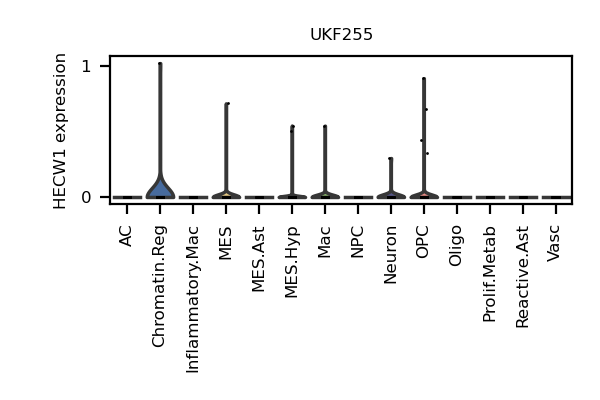 UKF255
HECW1 expression
1
0
AC
Chromatin.Reg
Inflammatory.Mac
MES
MES.Ast
MES.Hyp
Mac
NPC
Neuron
OPC
Oligo
Prolif.Metab
Reactive.Ast
Vasc